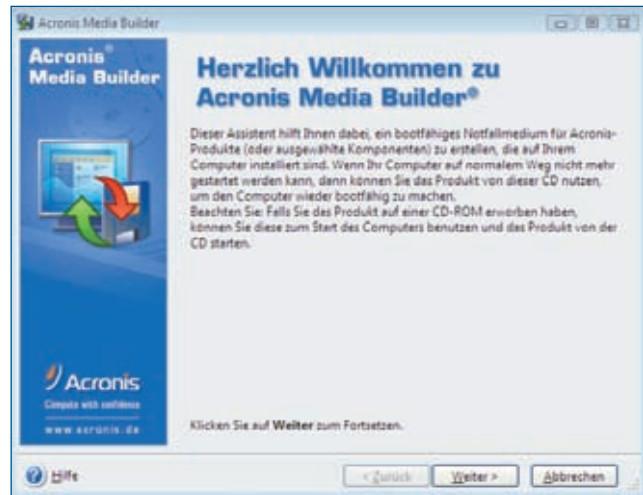 Acronis Media Builder
Acronis®
Media Builder
Herzlich Willkommen zu
Acronis Media Builder®
Dieser Assistent hilft Ihnen dabei, ein bootfähiges Notfallmedium für Acronis-
Produkte (oder ausgewählte Komponenten) zu erstellen, die auf Ihrem
Computer installiert sind. Wenn Ihr Computer auf normalem Weg nicht mehr
gestartet werden kann, dann können Sie das Produkt von dieser CD nutzen,
um den Computer wieder bootfähig zu machen.
Beachten Sie: Falls Sie das Produkt auf einer CD-ROM erworben haben,
können Sie diese zum Start des Computers benutzen und das Produkt von der
CD starten.
Acronis
Compute with confidence
www.acronis.de
Klicken Sie auf Weiter zum Fortsetzen.
Hilfe
< Zurück
Weiter >
Abbrechen